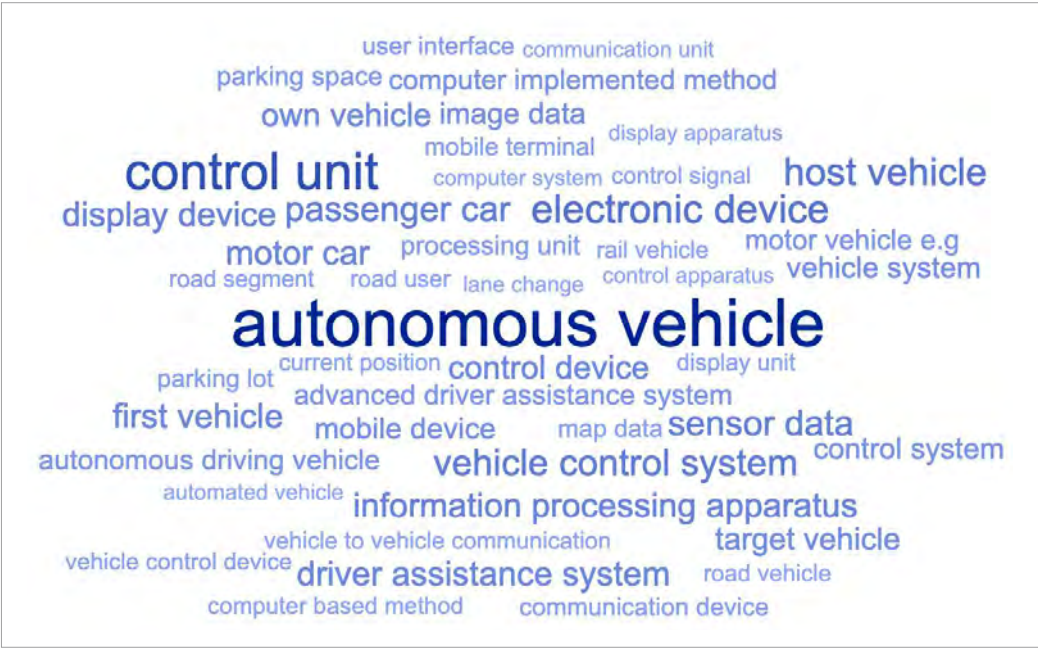 user interface communication unit
parking space computer implemented method
own vehicle image data
display apparatus
mobile terminal
control unit computer system control signal host vehicle
display device passenger car electronic device
motor car processing unit rail vehicle motor vehicle e.g
road segment road user lane change control apparatus vehicle system
autonomous vehicle
current position control device display unit
parking lot advanced driver assistance system
first vehicle mobile device map data sensor data
autonomous driving vehicle vehicle control system control system
automated vehicle information processing apparatus
vehicle to vehicle communication target vehicle
vehicle control device driver assistance system road vehicle
computer based method communication device